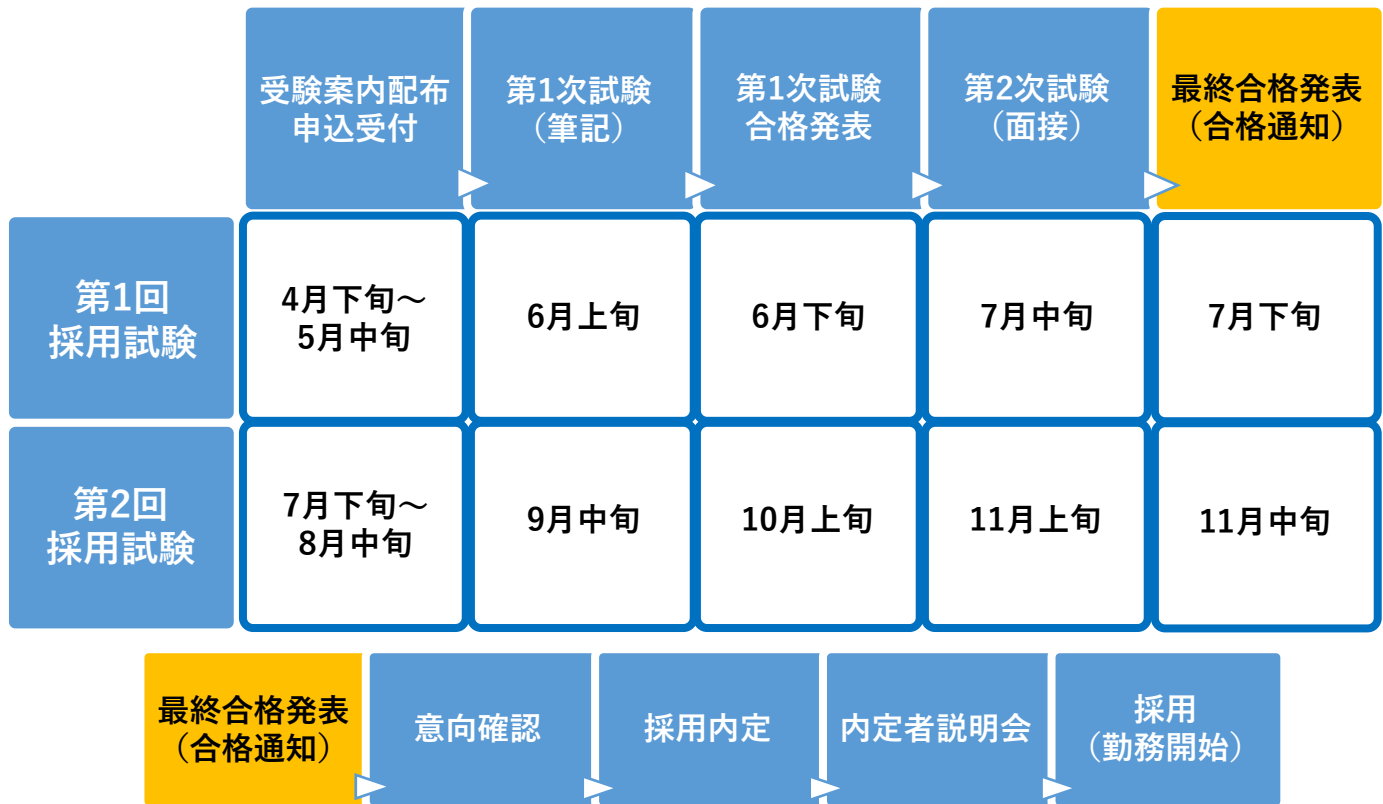 受験案内配布
申込受付
第1次試験
（筆記）
第1次試験
合格発表
第2次試験
（面接）
最終合格発表
（合格通知）
第1回
採用試験
4月下旬～
5月中旬
6月上旬
6月下旬
7月中旬
7月下旬
第2回
採用試験
7月下旬～
8月中旬
9月中旬
10月上旬
11月上旬
11月中旬
最終合格発表
（合格通知）
意向確認
採用内定
内定者説明会
採用
（勤務開始）